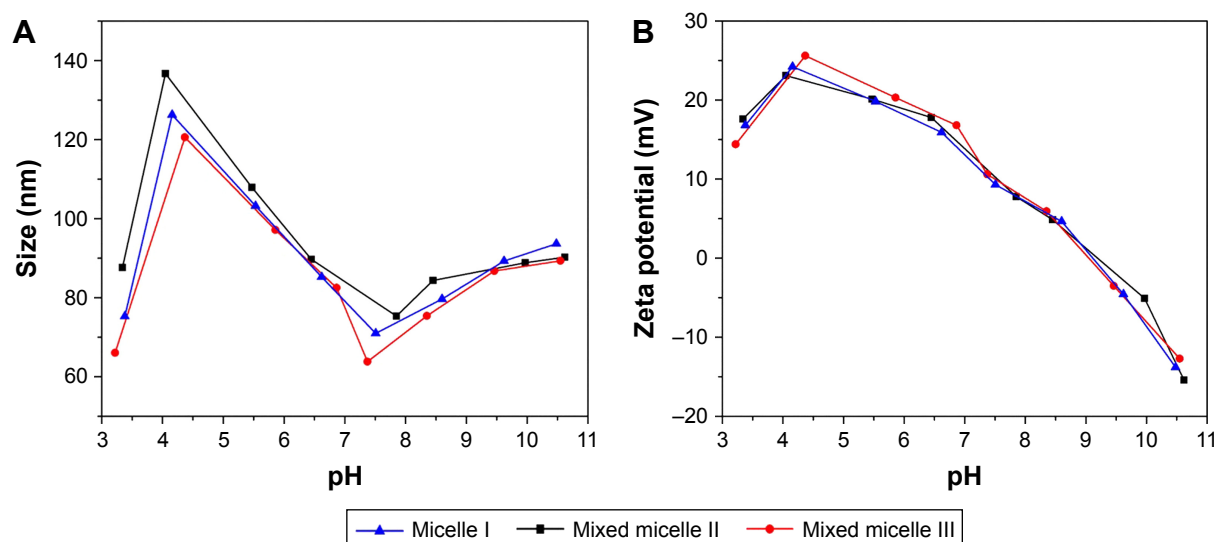 A
Size (nm)
140
120
100
80
60
3 4 5 6 7 8 9 10 11
pH
B
Zeta potential (mV)
30
20
10
0
–10
–20
3 4 5 6 7 8 9 10 11
pH
Micelle I Mixed micelle II Mixed micelle III